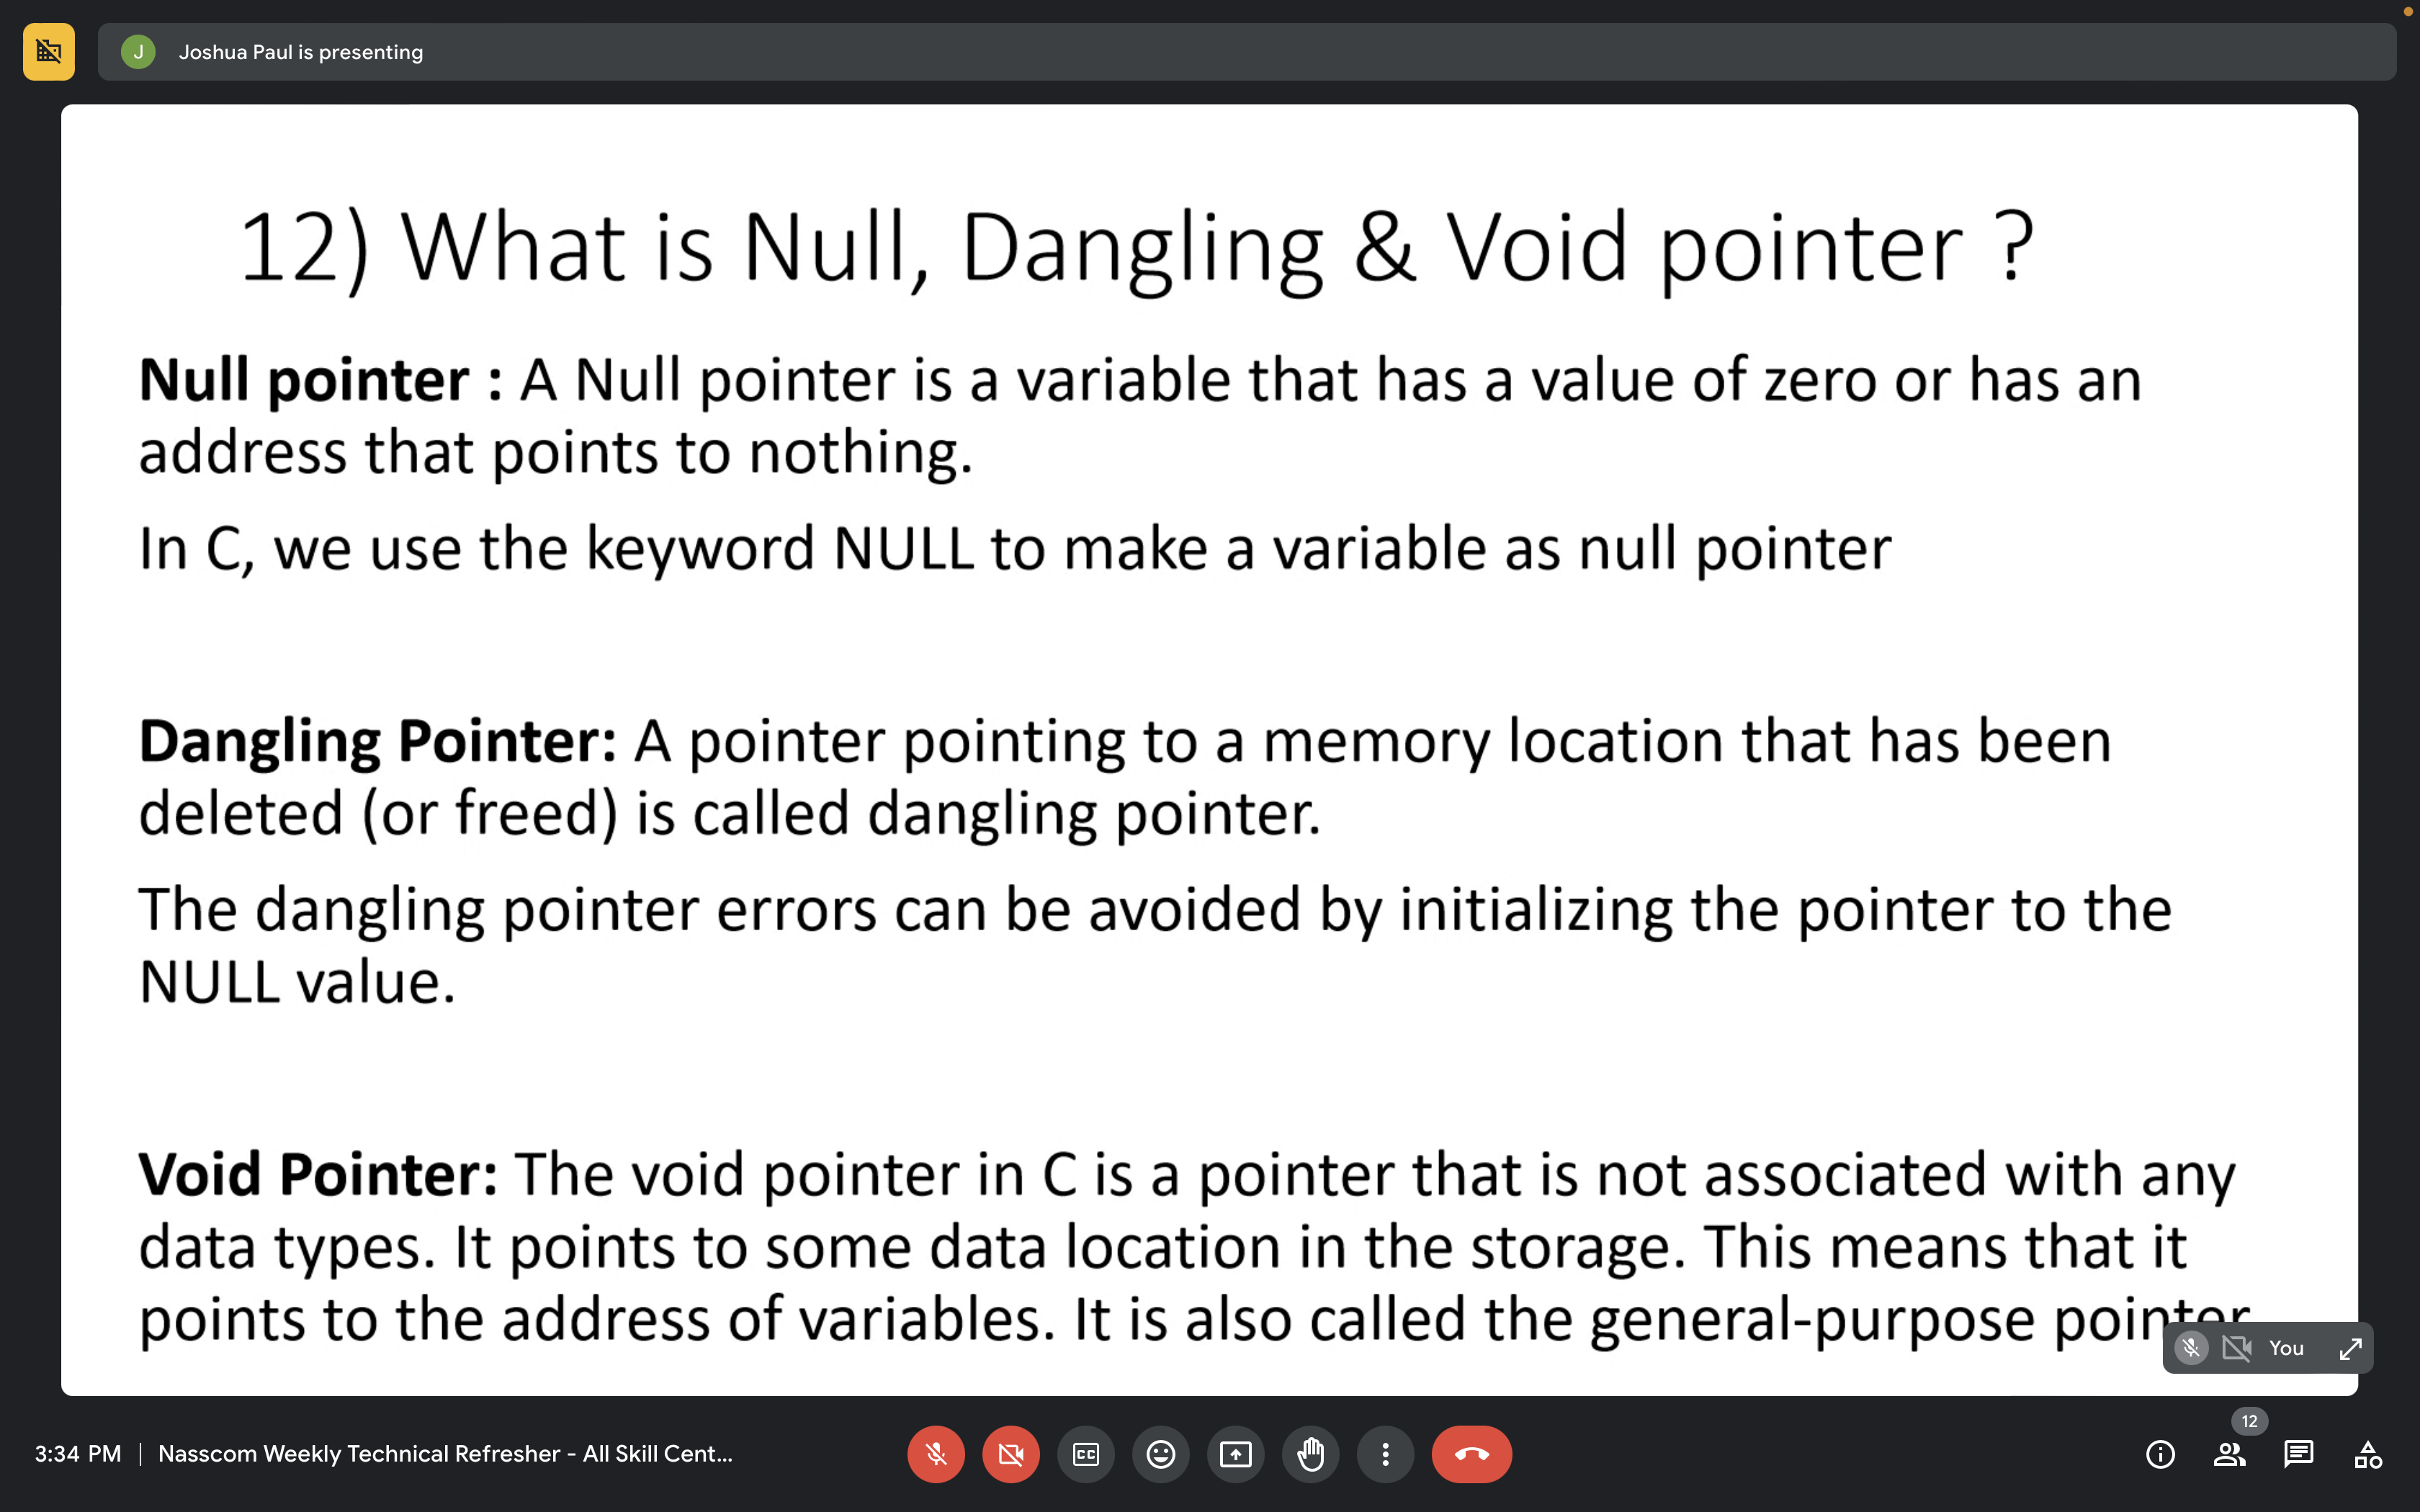 J Joshua Paul is presenting
12) What is Null, Dangling & Void pointer ?
Null pointer : A Null pointer is a variable that has a value of zero or has an
address that points to nothing.
In C, we use the keyword NULL to make a variable as null pointer
Dangling Pointer: A pointer pointing to a memory location that has been
deleted (or freed) is called dangling pointer.
The dangling pointer errors can be avoided by initializing the pointer to the
NULL value.
Void Pointer: The void pointer in C is a pointer that is not associated with any
data types. It points to some data location in the storage. This means that it
points to the address of variables. It is also called the general-purpose pointer
You
12
3:34 PM | Nasscom Weekly Technical Refresher - All Skill Cent...
CC